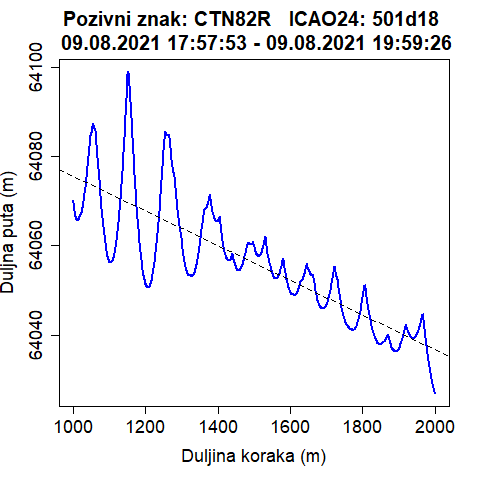 Pozivni znak: CTN82R   ICAO24: 501d18
09.08.2021 17:57:53 - 09.08.2021 19:59:26
Duljna puta (m)
64100
64080
64060
64040
1000 1200 1400 1600 1800 2000
Duljina koraka (m)